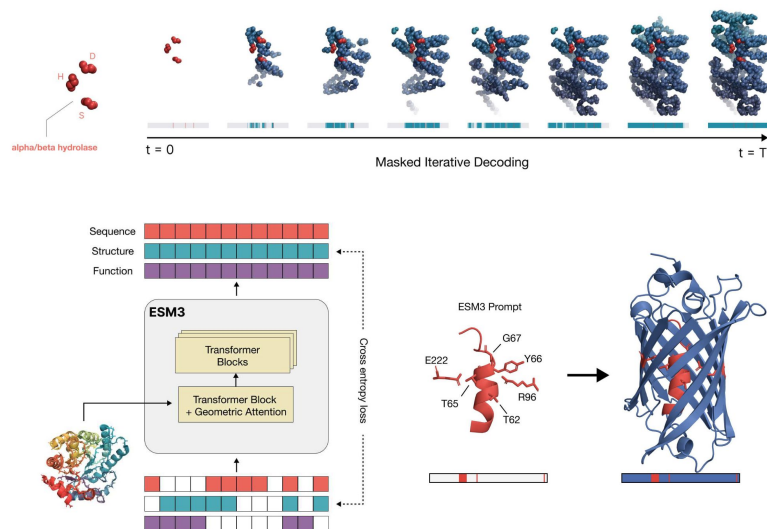 D
H
S
alpha/beta hydrolase
t = 0
t = T
Masked Iterative Decoding
Sequence
Structure
Function
ESM3
Transformer
Blocks
Transformer Block
+ Geometric Attention
Cross entropy loss
ESM3 Prompt
G67
E222
Y66
T65
R96
T62